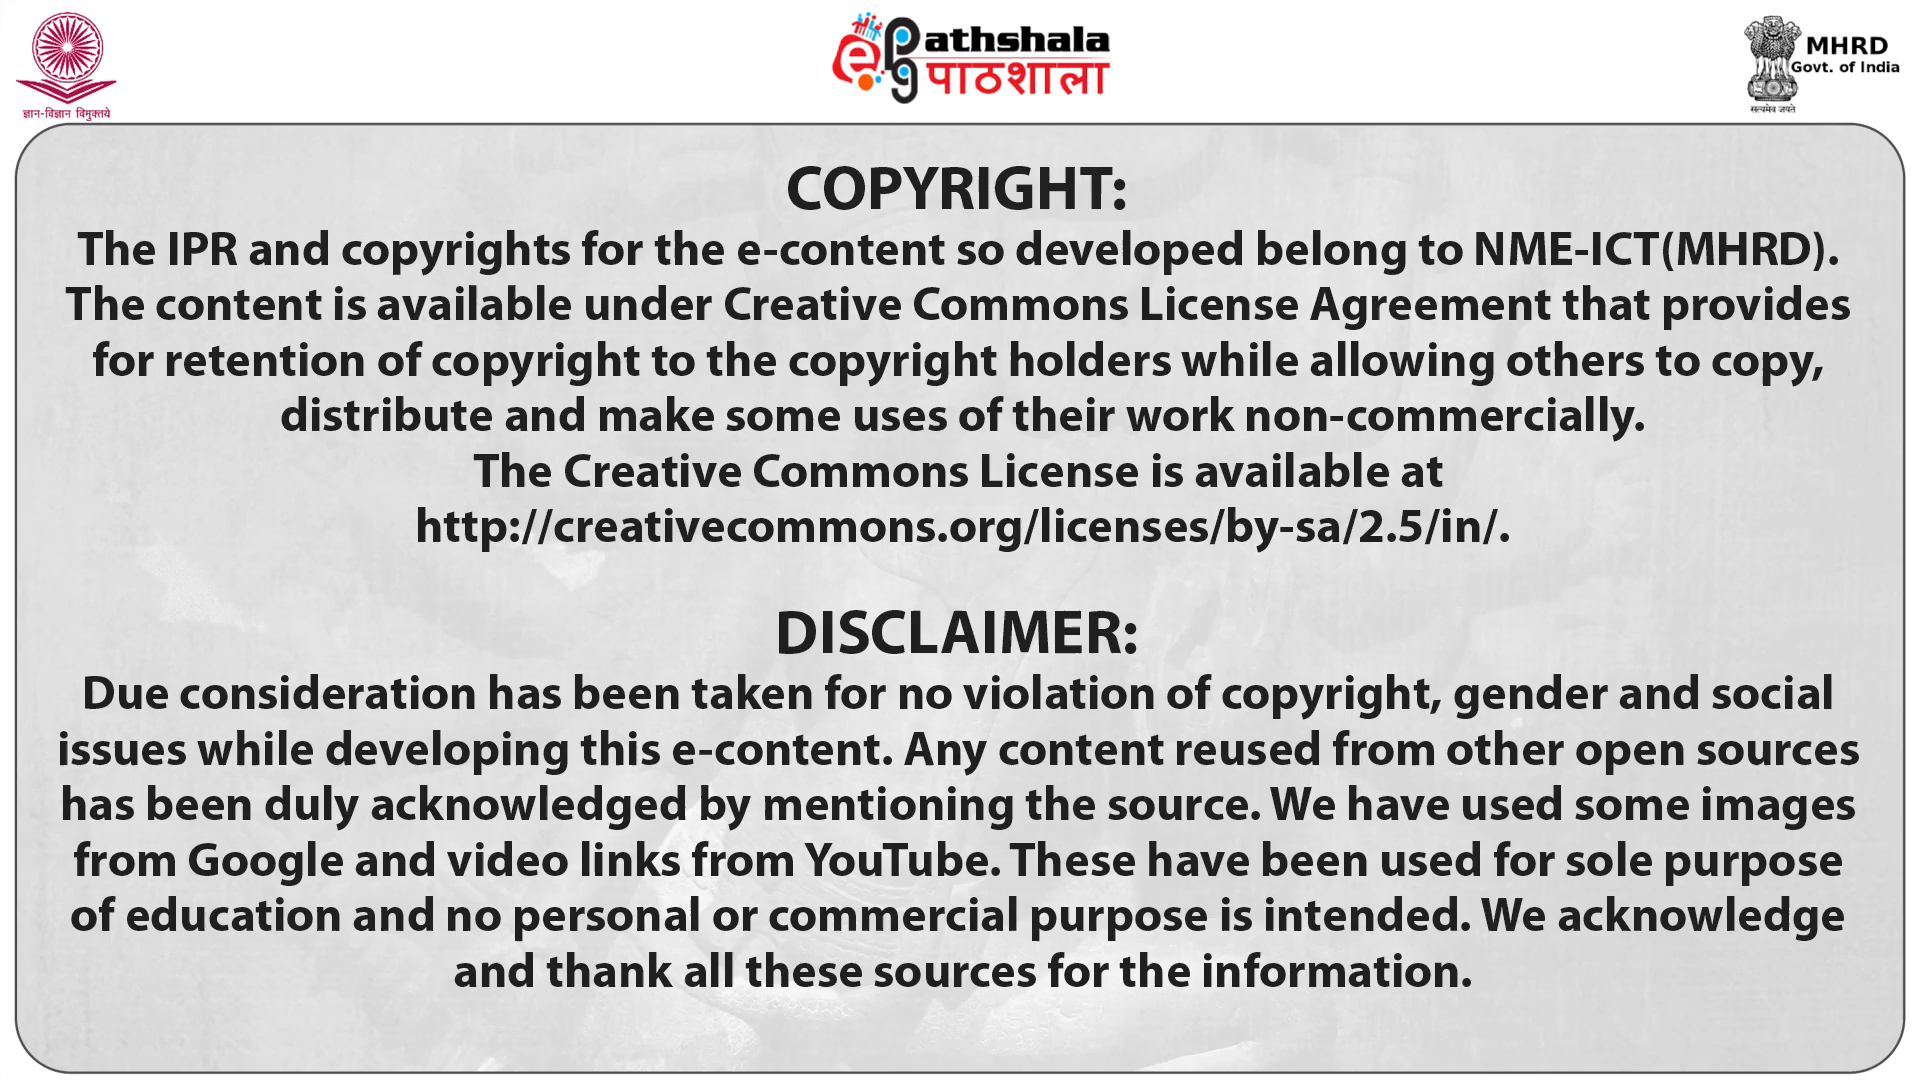 ज्ञान-विज्ञान विमुक्तये
e Pathshala
पाठशाला
MHRD
Govt. of India
सत्यमेव जयते
COPYRIGHT:
The IPR and copyrights for the e-content so developed belong to NME-ICT(MHRD).
The content is available under Creative Commons License Agreement that provides
for retention of copyright to the copyright holders while allowing others to copy,
distribute and make some uses of their work non-commercially.
The Creative Commons License is available at
http://creativecommons.org/licenses/by-sa/2.5/in/.
DISCLAIMER:
Due consideration has been taken for no violation of copyright, gender and social
issues while developing this e-content. Any content reused from other open sources
has been duly acknowledged by mentioning the source. We have used some images
from Google and video links from YouTube. These have been used for sole purpose
of education and no personal or commercial purpose is intended. We acknowledge
and thank all these sources for the information.